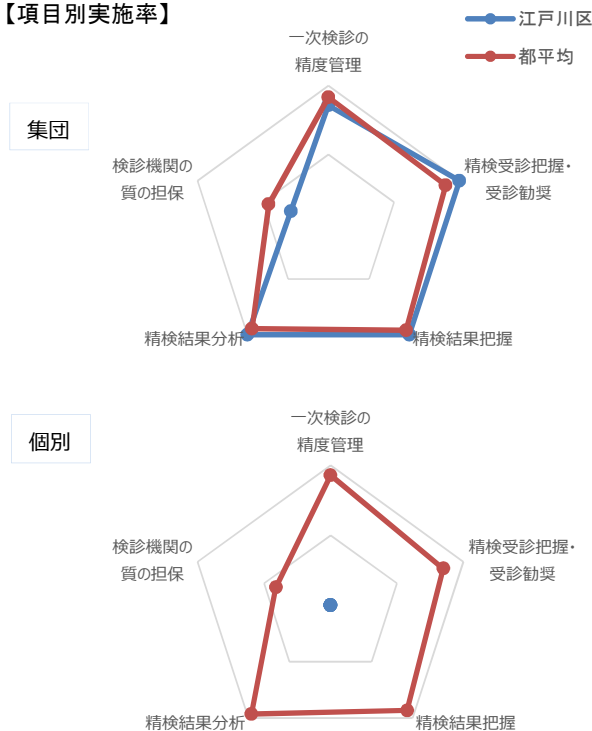 【項目別実施率】
江戸川区
都平均
集団
一次検診の
精度管理
精検受診把握・
受診勧奨
精検結果把握
精検結果分析
検診機関の
質の担保
個別
一次検診の
精度管理
精検受診把握・
受診勧奨
精検結果把握
精検結果分析
検診機関の
質の担保